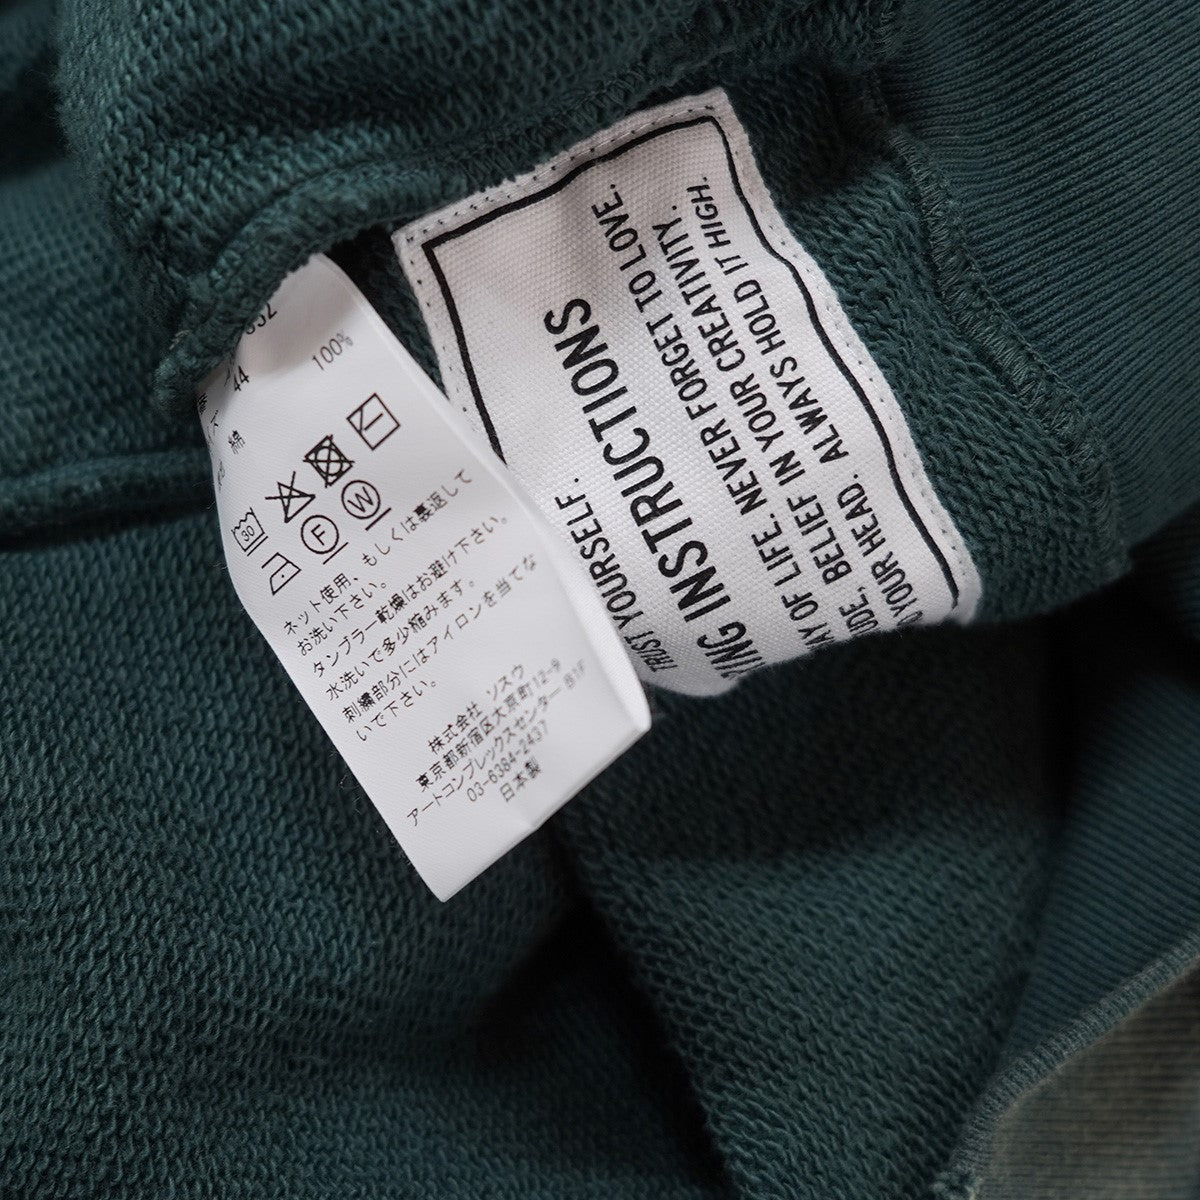 44
綿 100%
30
F
W
ネット使用、もしくは裏返して
お洗い下さい。
タンブラー乾燥はお避け下さい。
水洗いで多少縮みます。
刺繍部分にはアイロンを当てな
いで下さい。
株式会社 ソスウ
東京都新宿区大京町12-9
アートコンプレックスセンター B1F
03-6384-2437
日本製
TRUST YOURSELF.
INSTRUCTIONS
OF LIFE. NEVER FORGET TO LOVE.
BELIEF IN YOUR CREATIVITY.
YOUR HEAD. ALWAYS HOLD IT HIGH.